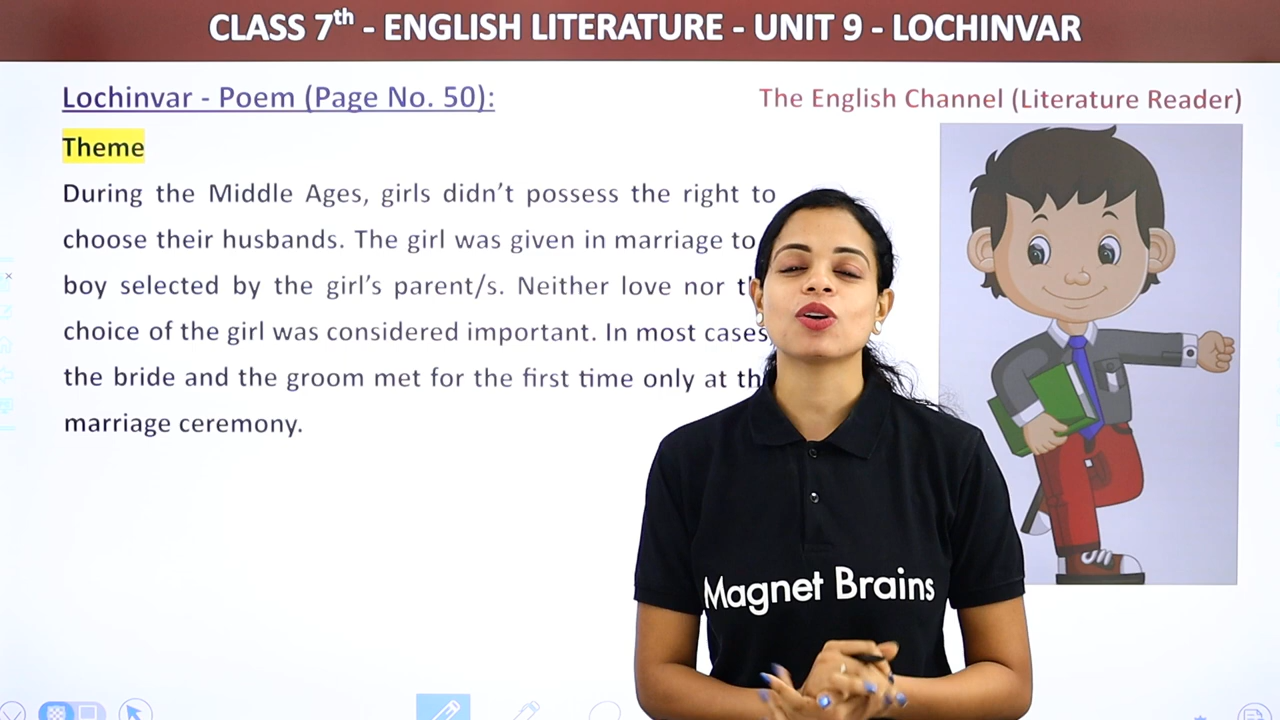 CLASS 7th - ENGLISH LITERATURE - UNIT 9 - LOCHINVAR
Lochinvar - Poem (Page No. 50):
The English Channel (Literature Reader)
Theme
During the Middle Ages, girls didn’t possess the right to
choose their husbands. The girl was given in marriage to
boy selected by the girl’s parent/s. Neither love nor
choice of the girl was considered important. In most cases
the bride and the groom met for the first time only at
marriage ceremony.
Magnet Brains